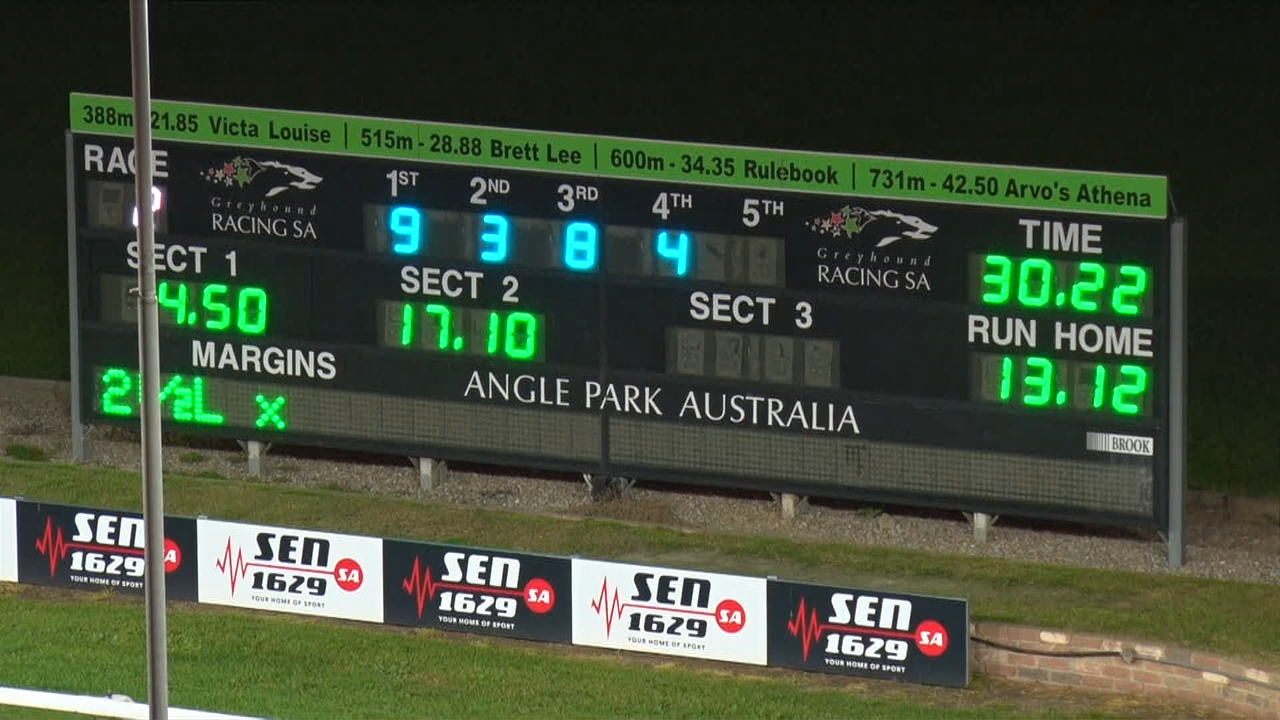 388m 21.85 Victa Louise | 515m - 28.88 Brett Lee | 600m - 34.35 Rulebook | 731m - 42.50 Arvo's Athena
RACE
Greyhound
RACING SA
1ST 2ND 3RD 4TH 5TH
9 3 8 4
Greyhound
RACING SA
TIME
30.22
SECT 1
4.50
SECT 2
17.10
SECT 3
RUN HOME
13.12
MARGINS
L x
ANGLE PARK AUSTRALIA
BROOK
SEN
1629
YOUR HOME OF SPORT
SEN
1629 SA
YOUR HOME OF SPORT
SEN
1629 SA
YOUR HOME OF SPORT
SEN
1629 SA
YOUR HOME OF SPORT
SEN
1629 SA
YOUR HOME OF SPORT